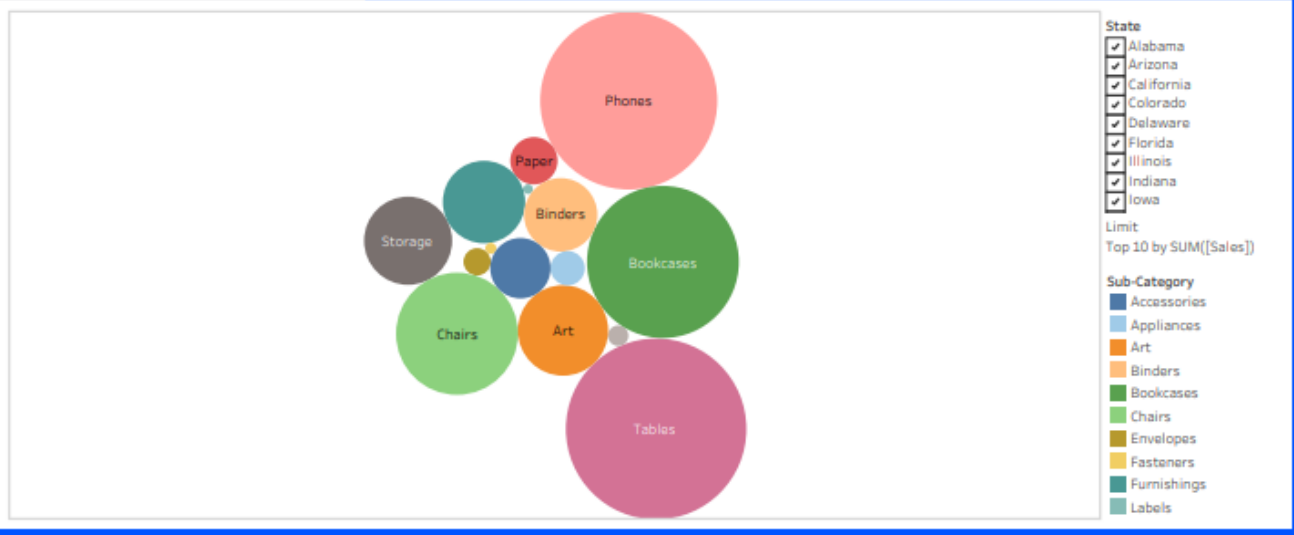 Phones
Paper
Binders
Storage
Bookcases
Chairs
Art
Tables
State
Alabama
Arizona
California
Colorado
Delaware
Florida
Illinois
Indiana
Iowa
Limit
Top 10 by SUM([Sales])
Sub-Category
Accessories
Appliances
Art
Binders
Bookcases
Chairs
Envelopes
Fasteners
Furnishings
Labels